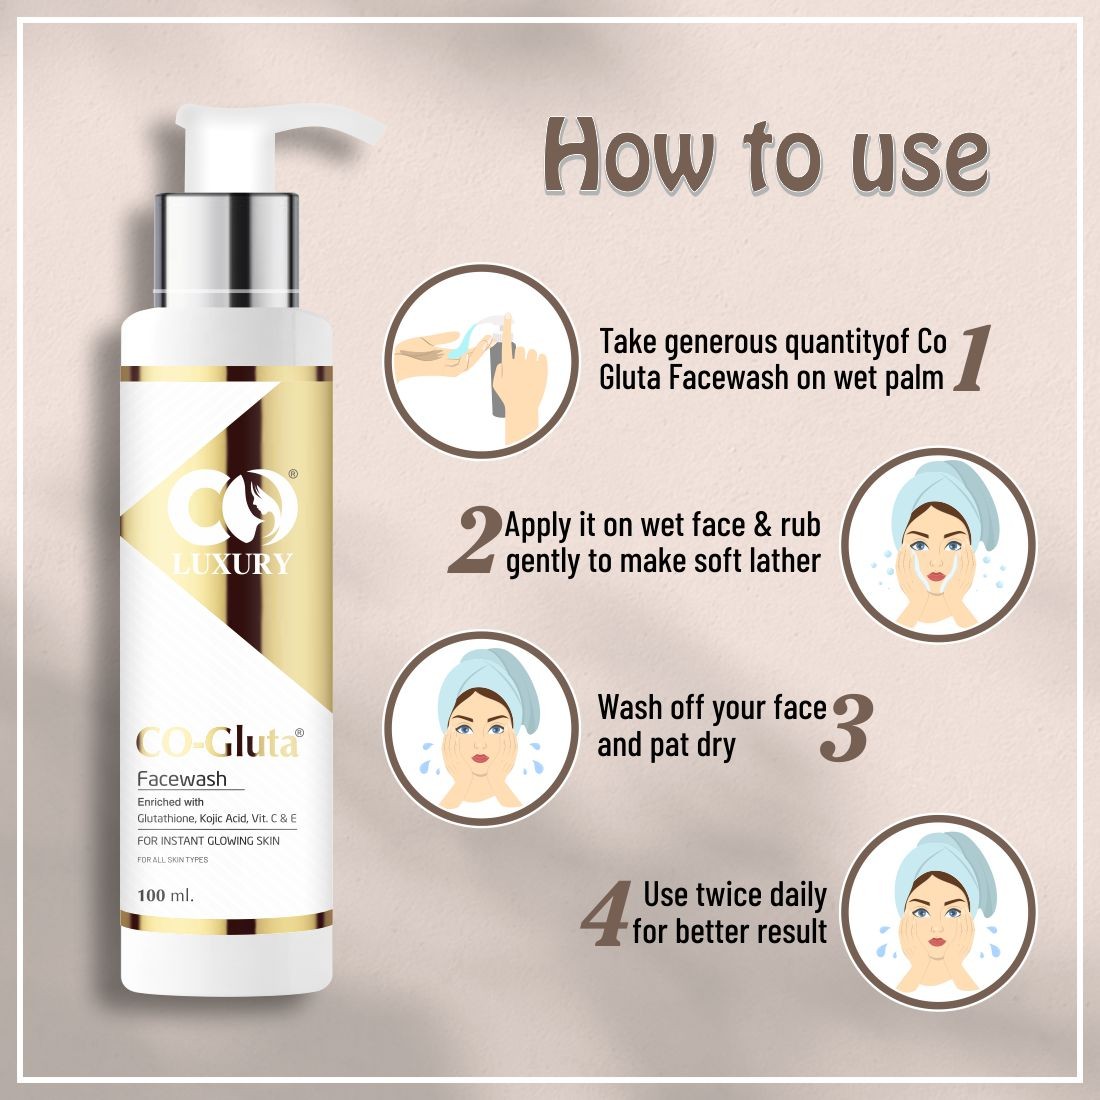 How to use
Take generous quantityof Co
Gluta Facewash on wet palm
1
2
Apply it on wet face & rub
gently to make soft lather
Wash off your face
and pat dry
3
4
Use twice daily
for better result
CO®
LUXURY
CO-Gluta®
Facewash
Enriched with
Glutathione, Kojic Acid, Vit. C & E
FOR INSTANT GLOWING SKIN
FOR ALL SKIN TYPES
100 ml.